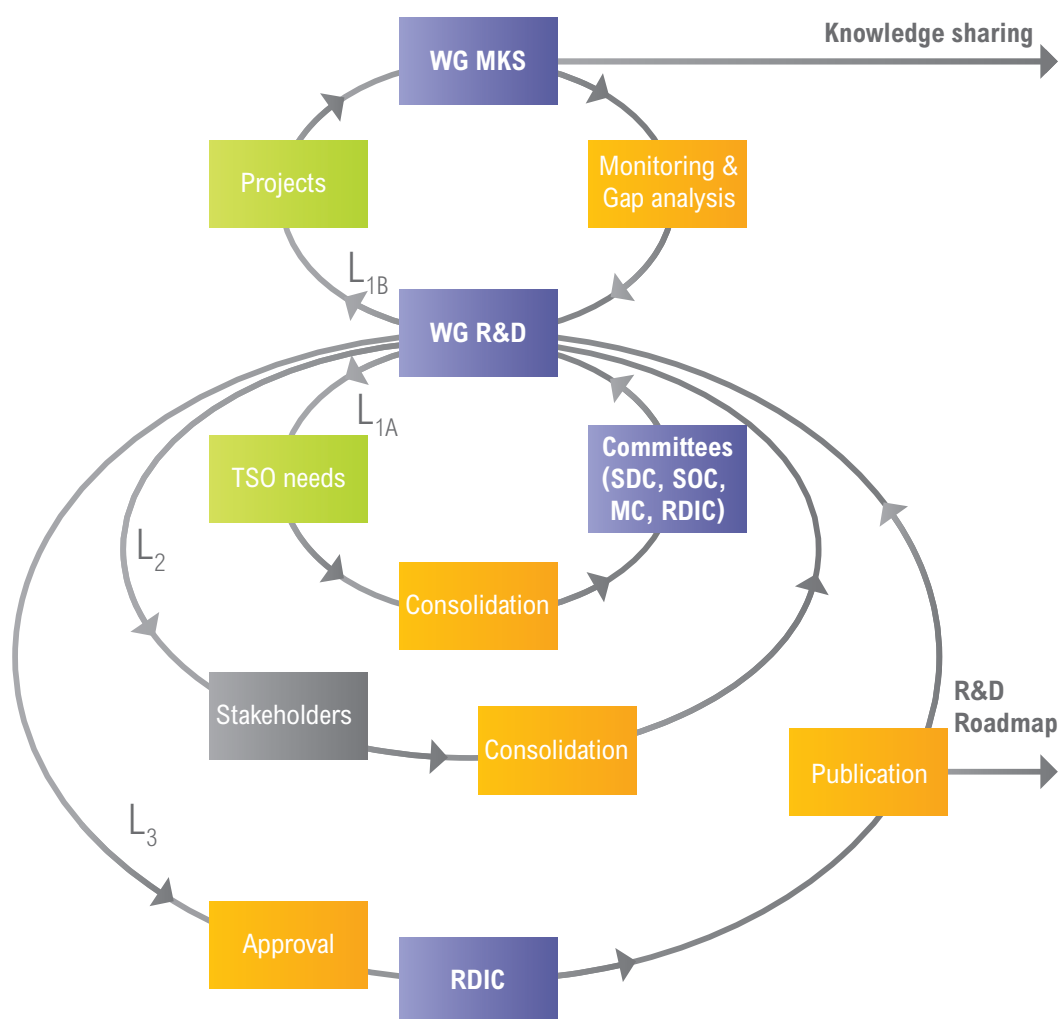 Knowledge sharing
WG MKS
Projects
Monitoring &
Gap analysis
L1B
WG R&D
L1A
TSO needs
Committees
(SDC, SOC,
MC, RDIC)
L2
Consolidation
Stakeholders
Consolidation
R&D
Roadmap
Publication
L3
Approval
RDIC